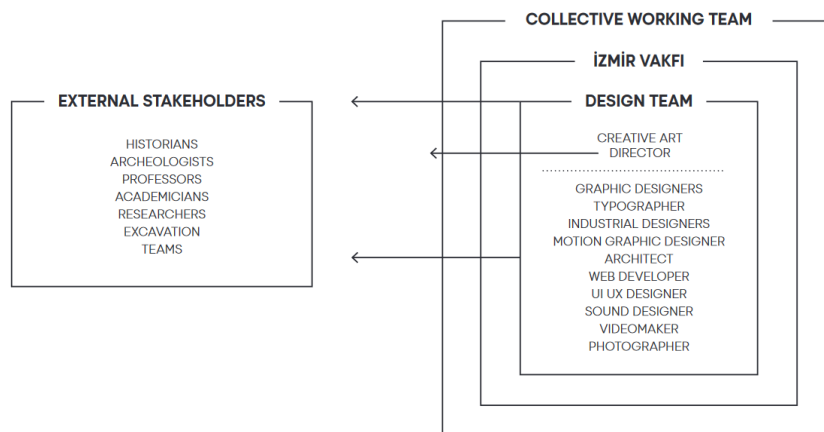 COLLECTIVE WORKING TEAM
İZMİR VAKFI
EXTERNAL STAKEHOLDERS
HISTORIANS
ARCHEOLOGISTS
PROFESSORS
ACADEMICIANS
RESEARCHERS
EXCAVATION
TEAMS
DESIGN TEAM
CREATIVE ART
DIRECTOR
GRAPHIC DESIGNERS
TYPOGRAPHER
INDUSTRIAL DESIGNERS
MOTION GRAPHIC DESIGNER
ARCHITECT
WEB DEVELOPER
UI UX DESIGNER
SOUND DESIGNER
VIDEOMAKER
PHOTOGRAPHER